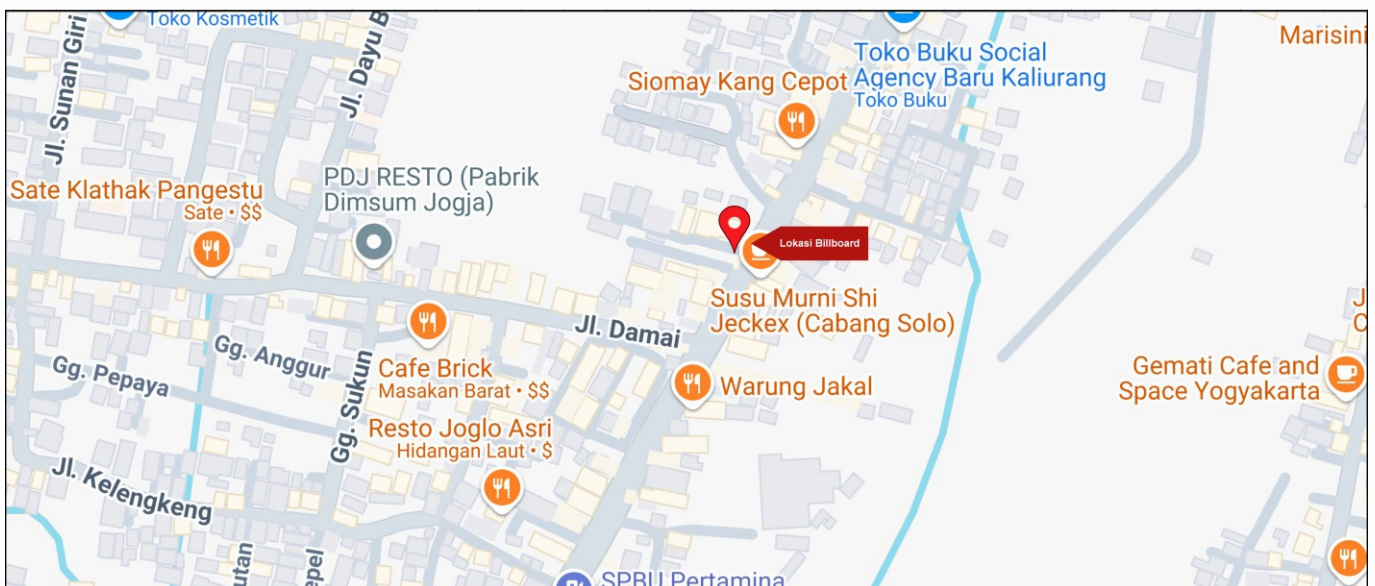 Toko Kosmetik
Jl. Sunan Giri
Jl. Dayu B
Marisini
Toko Buku Social
Agency Baru Kaliurang
Toko Buku
Siomay Kang Cepot
PDJ RESTO (Pabrik
Dimsum Jogja)
Sate Klathak Pangestu
Sate • $$
Lokasi Billboard
Susu Murni Shi
Jeckex (Cabang Solo)
Jl. Damai
J
C
Gg. Anggur
Gg. Pepaya
Gg. Sukun
Cafe Brick
Masakan Barat • $$
Warung Jakal
Gemati Cafe and
Space Yogyakarta
Resto Joglo Asri
Hidangan Laut • $
Jl. Kelengkeng
utan
epel
SPBU Pertamina